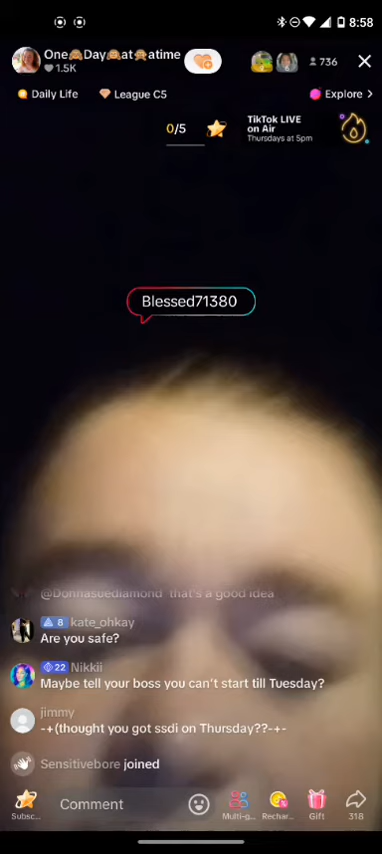 8:58
One🙈Day🙈at🙈atime
1.5K
736
Daily Life
League C5
Explore >
0/5
TikTok LIVE
on Air
Thursdays at 5pm
Blessed71380
@Donnasuediamond that's a good idea
8 kate_ohkay
Are you safe?
22 Nikkii
Maybe tell your boss you can't start till Tuesday?
jimmy
-+(thought you got ssdi on Thursday??-+-
Sensitivebore joined
Subsc...
Comment
Multi-g...
Rechar...
Gift
318